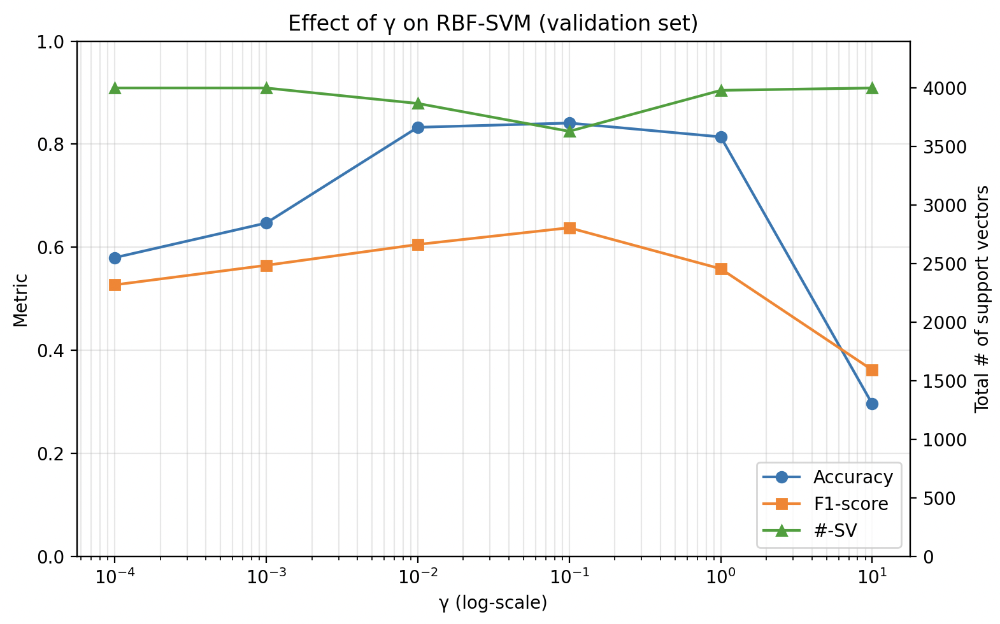 Effect of γ on RBF-SVM (validation set)
Metric
1.0
0.8
0.6
0.4
0.2
0.0
10⁻⁴ 10⁻³ 10⁻² 10⁻¹ 10⁰ 10¹
γ (log-scale)
4000
3500
3000
2500
2000
1500
1000
500
0
Total # of support vectors
Accuracy
F1-score
#-SV